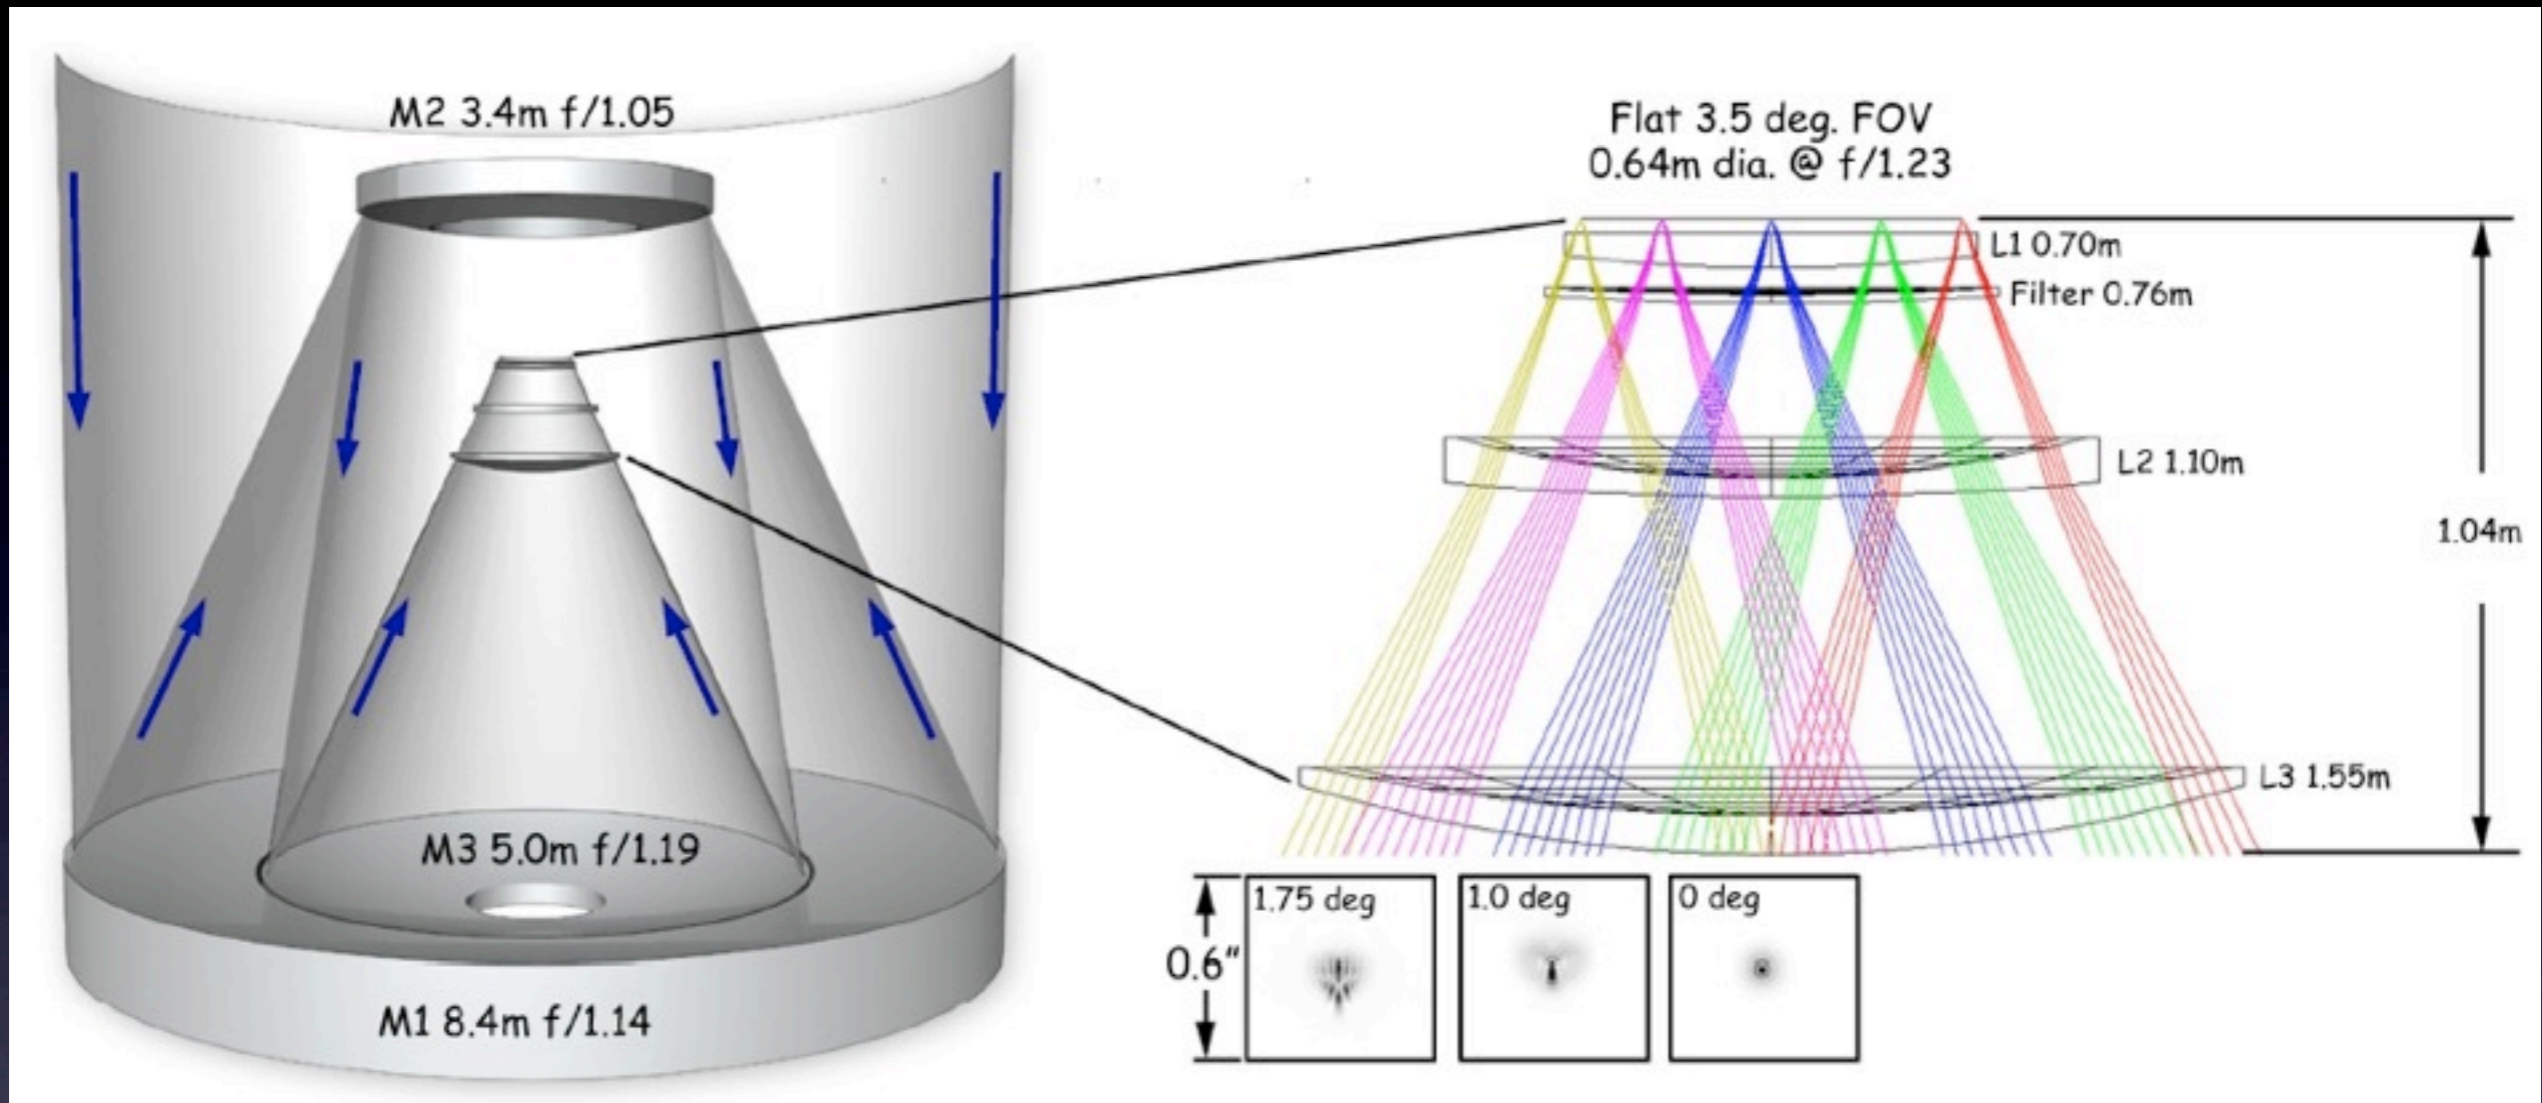 M2 3.4m f/1.05
M3 5.0m f/1.19
M1 8.4m f/1.14
Flat 3.5 deg. FOV
0.64m dia. @ f/1.23
L1 0.70m
Filter 0.76m
L2 1.10m
1.04m
L3 1.55m
0.6"
1.75 deg
1.0 deg
0 deg